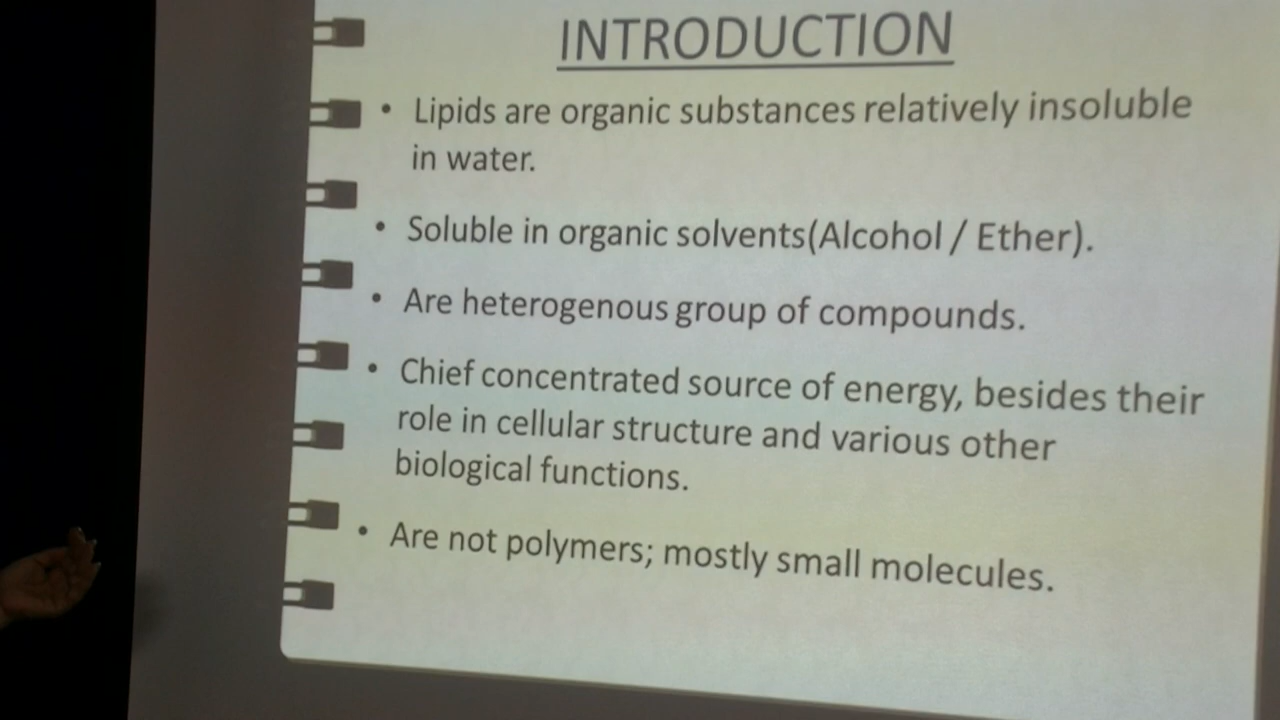 INTRODUCTION
• Lipids are organic substances relatively insoluble
in water.
• Soluble in organic solvents(Alcohol / Ether).
• Are heterogenous group of compounds.
• Chief concentrated source of energy, besides their
role in cellular structure and various other
biological functions.
• Are not polymers; mostly small molecules.